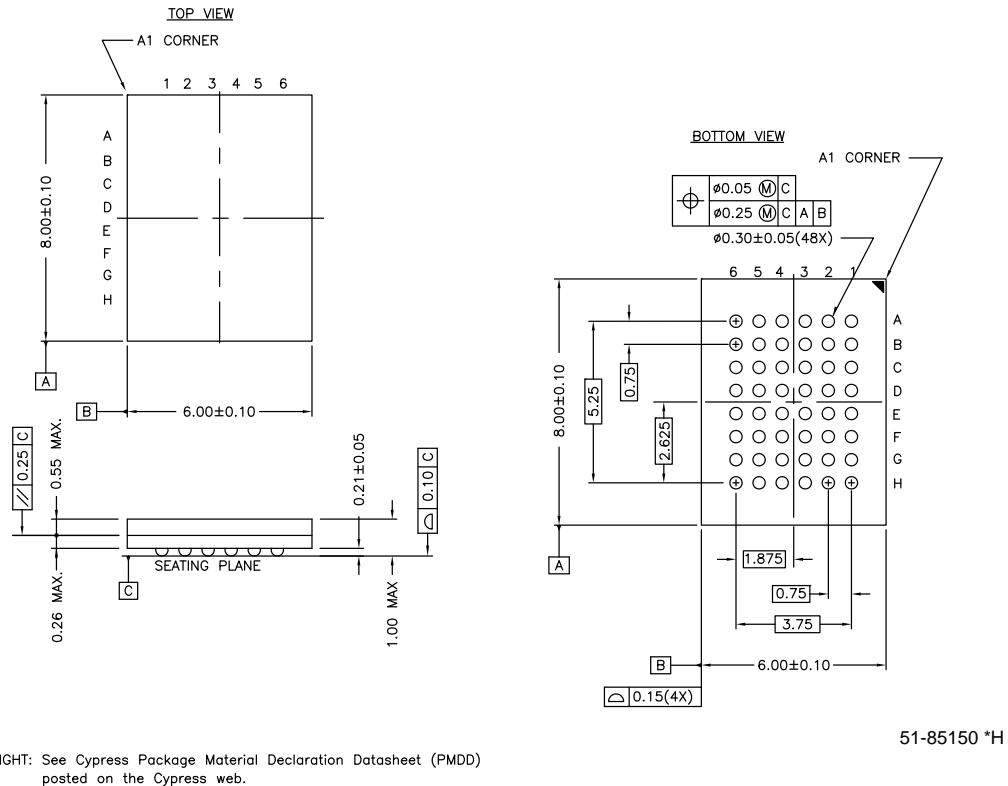 TOP VIEW
A1 CORNER
1 2 3 4 5 6
A
B
C
D
E
F
G
H
8.00±0.10
A
B
6.00±0.10
// 0.25 C
0.55 MAX.
0.21±0.05
0.10 C
SEATING PLANE
C
0.26 MAX.
1.00 MAX
BOTTOM VIEW
A1 CORNER
ø0.05 Ⓜ C
ø0.25 Ⓜ C A B
ø0.30±0.05(48X)
6 5 4 3 2 1
A
B
C
D
E
F
G
H
8.00±0.10
5.25
0.75
2.625
A
1.875
0.75
3.75
B
6.00±0.10
0.15(4X)
51-85150 *H
IGHT: See Cypress Package Material Declaration Datasheet (PMDD)
posted on the Cypress web.